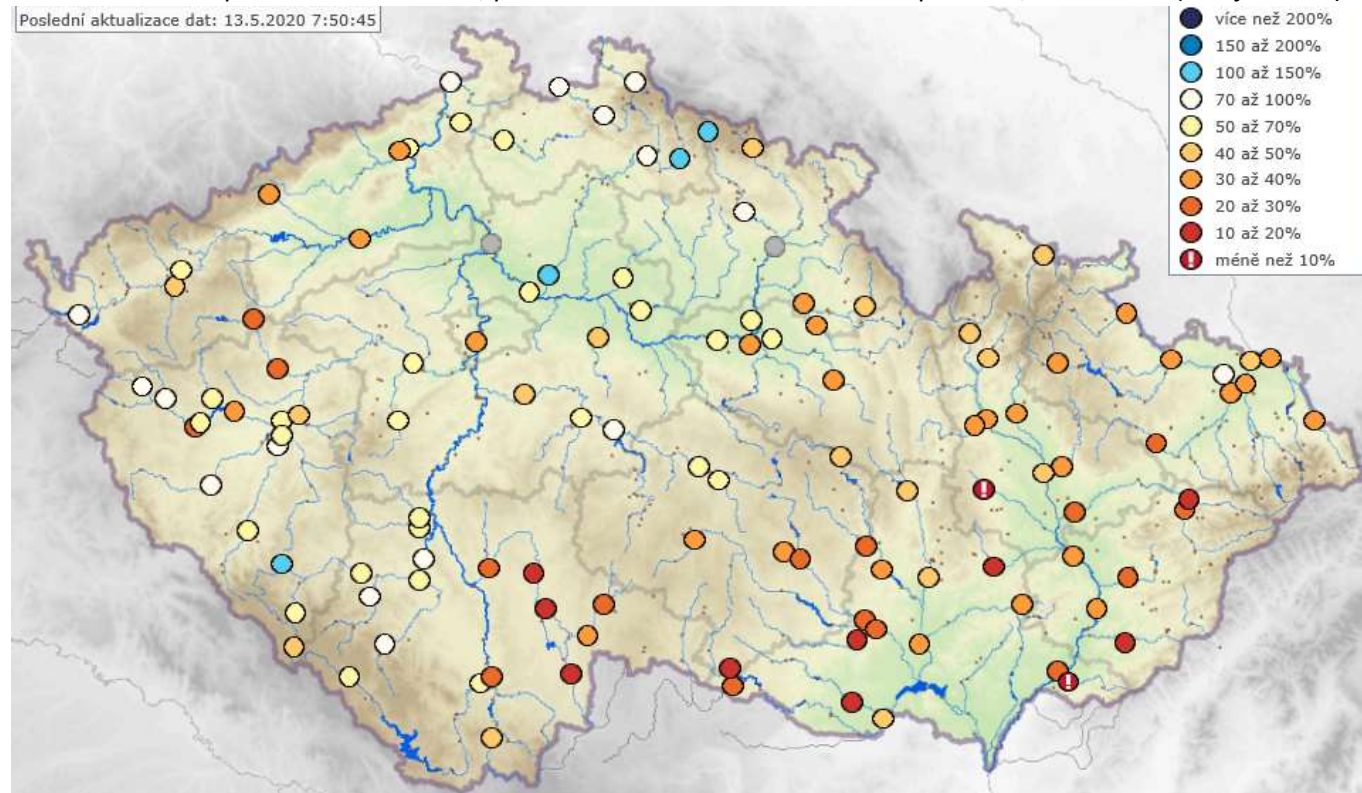 Poslední aktualizace dat: 13.5.2020 7:50:45
více než 200%
150 až 200%
100 až 150%
70 až 100%
50 až 70%
40 až 50%
30 až 40%
20 až 30%
10 až 20%
méně než 10%